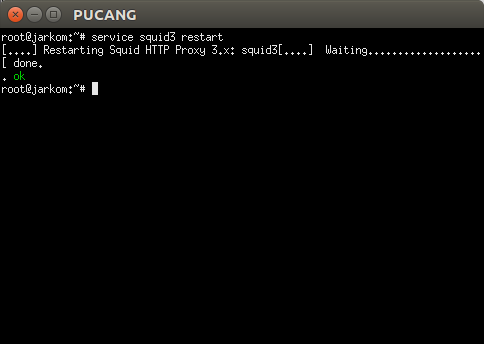 PUCANG
root@jarkom:~# service squid3 restart
[....] Restarting Squid HTTP Proxy 3.x: squid3[....]  Waiting...................
[ done.
. ok
root@jarkom:~#